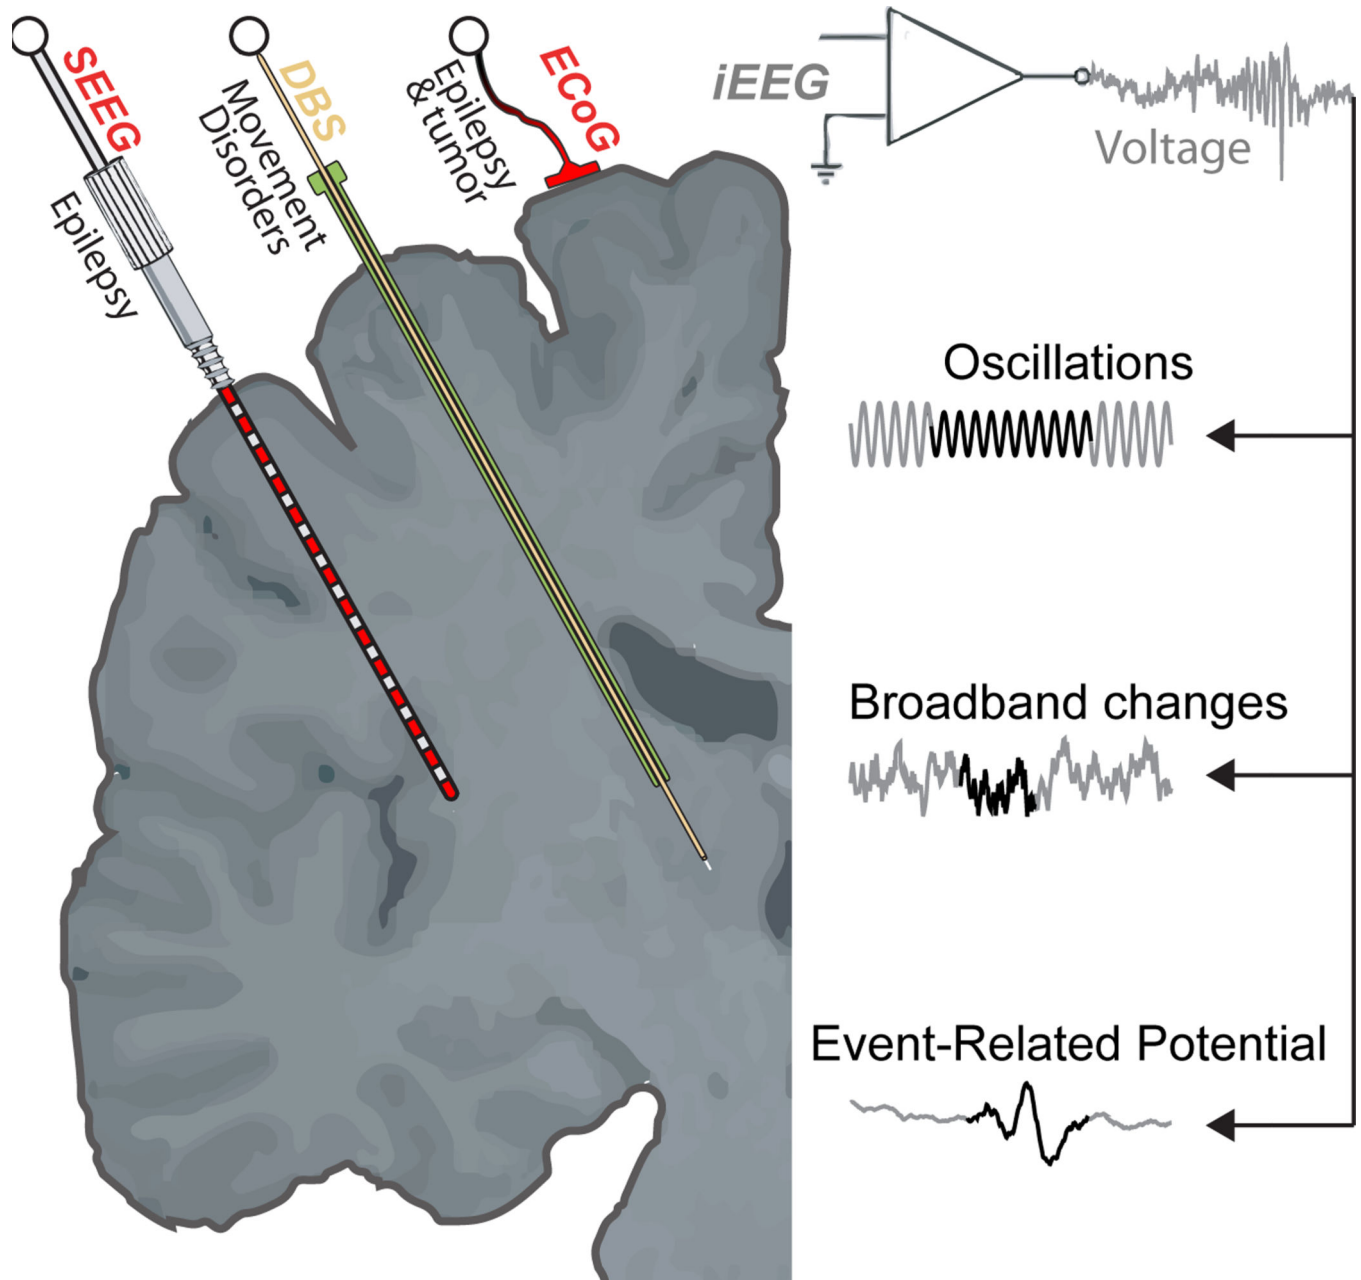 SEEG
Epilepsy
DBS
Movement
Disorders
ECoG
Epilepsy
& tumor
iEEG
Voltage
Oscillations
Broadband changes
Event-Related Potential